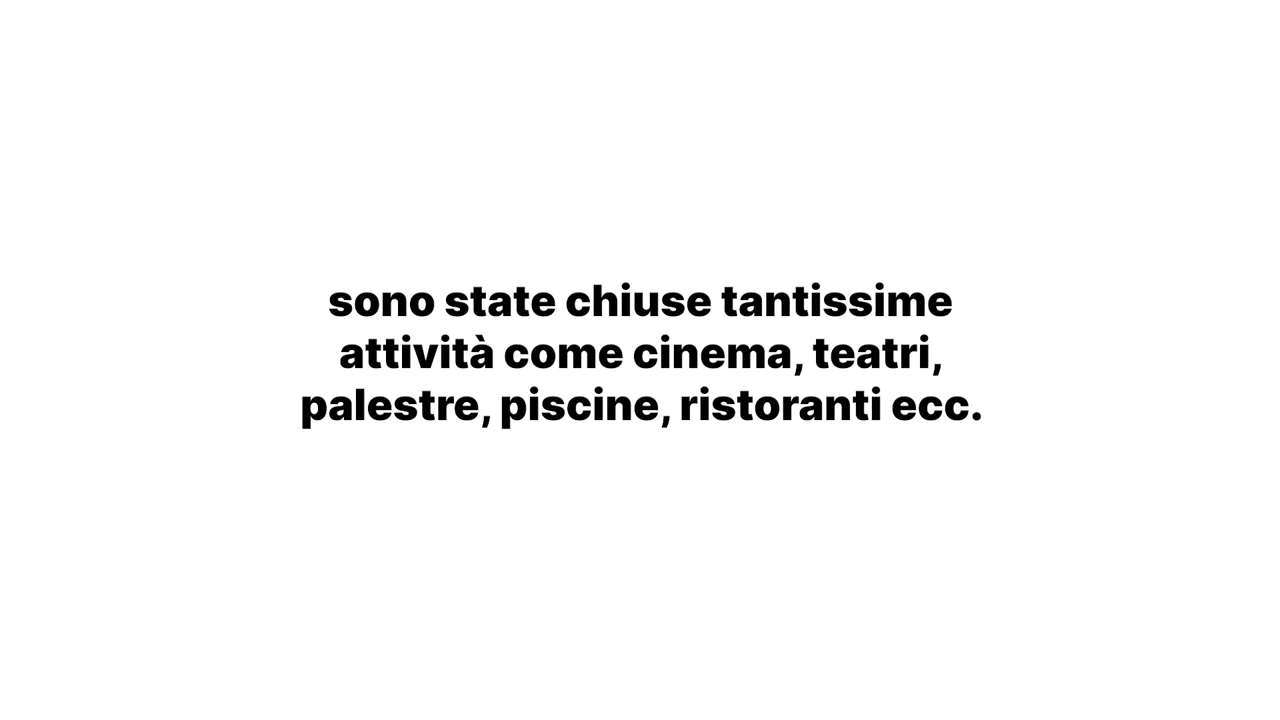 sono state chiuse tantissime
attività come cinema, teatri,
palestre, piscine, ristoranti ecc.